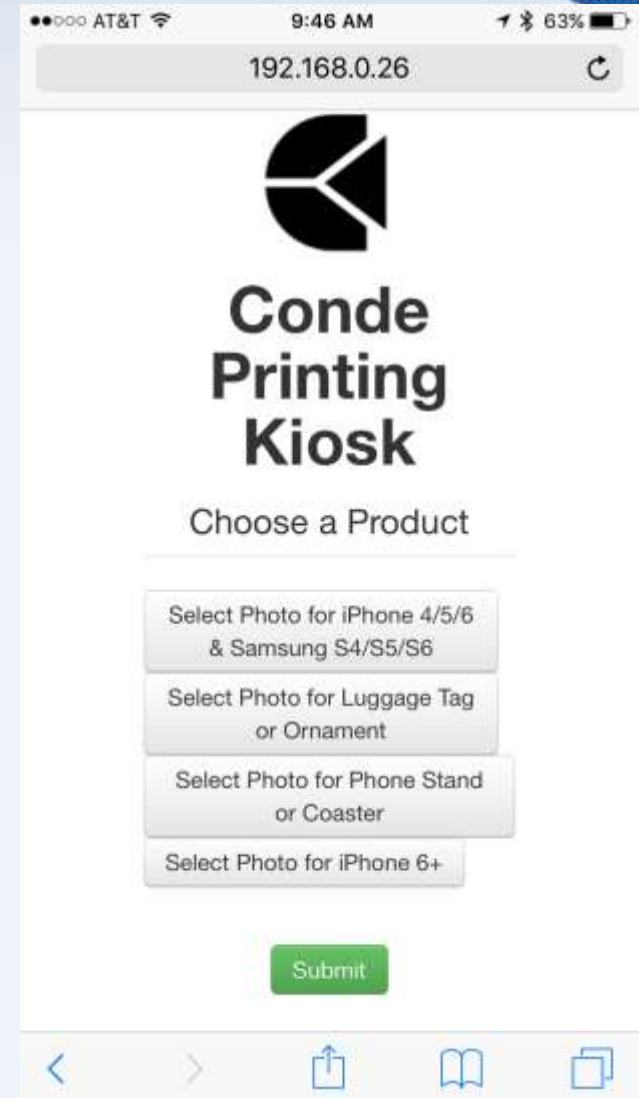 AT&T 9:46 AM 63%
192.168.0.26
Conde
Printing
Kiosk
Choose a Product
Select Photo for iPhone 4/5/6
& Samsung S4/S5/S6
Select Photo for Luggage Tag
or Ornament
Select Photo for Phone Stand
or Coaster
Select Photo for iPhone 6+
Submit